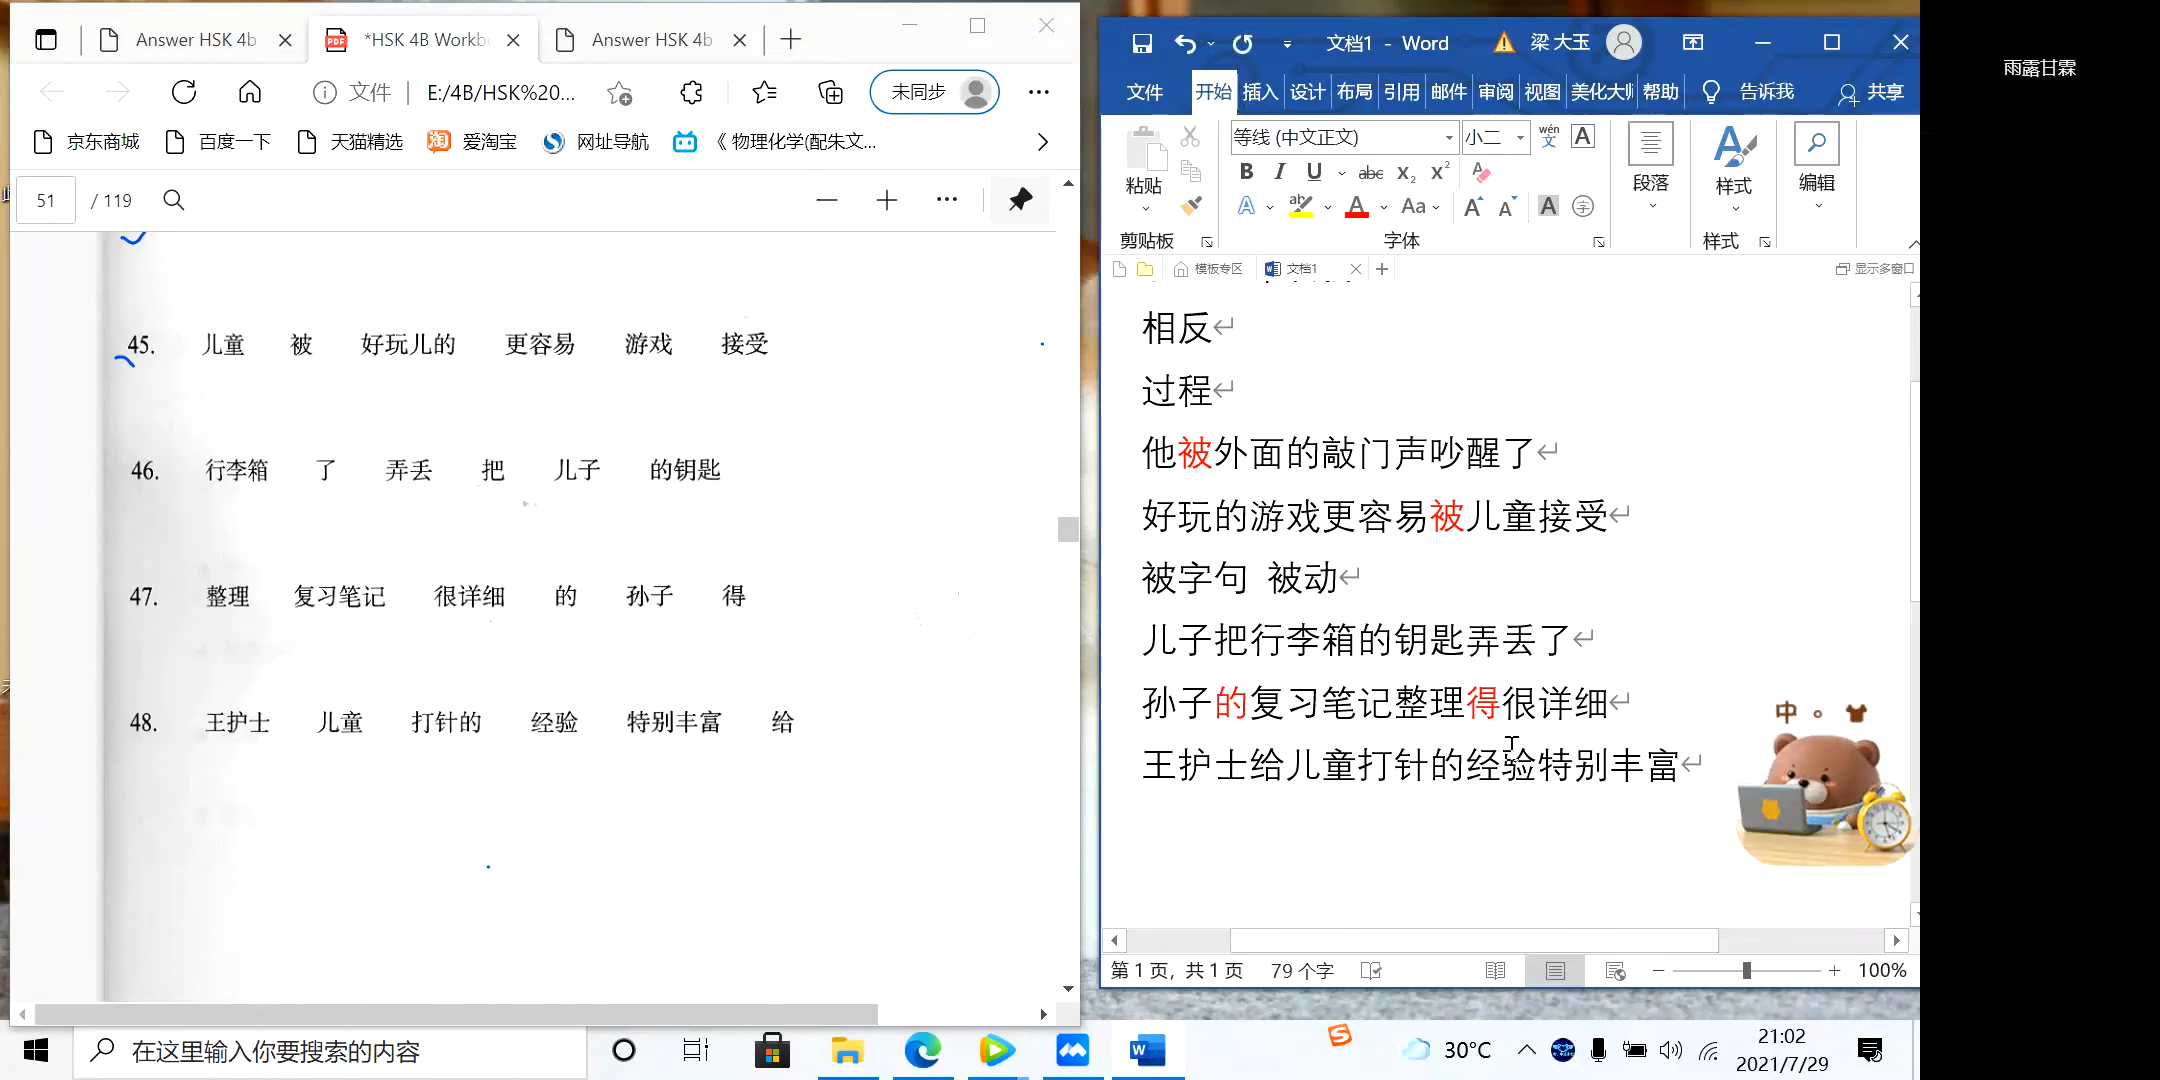 Answer HSK 4b
*HSK 4B Workb
Answer HSK 4b
文件
E:/4B/HSK%20...
未同步
京东商城
百度一下
天猫精选
爱淘宝
网址导航
《 物理化学(配朱文...
51 / 119
45. 儿童 被 好玩儿的 更容易 游戏 接受
46. 行李箱 了 弄丢 把 儿子 的钥匙
47. 整理 复习笔记 很详细 的 孙子 得
48. 王护士 儿童 打针的 经验 特别丰富 给
文档1 - Word
梁 大玉
文件 开始 插入 设计 布局 引用 邮件 审阅 视图 美化大师 帮助 告诉我 共享
等线 (中文正文) 小二
粘贴
段落
样式
编辑
剪贴板
字体
样式
模板专区
文档1
显示多窗口
相反
过程
他被外面的敲门声吵醒了
好玩的游戏更容易被儿童接受
被字句 被动
儿子把行李箱的钥匙弄丢了
孙子的复习笔记整理得很详细
王护士给儿童打针的经验特别丰富
中
第 1 页，共 1 页 79 个字
100%
雨露甘霖
在这里输入你要搜索的内容
30°C
21:02
2021/7/29